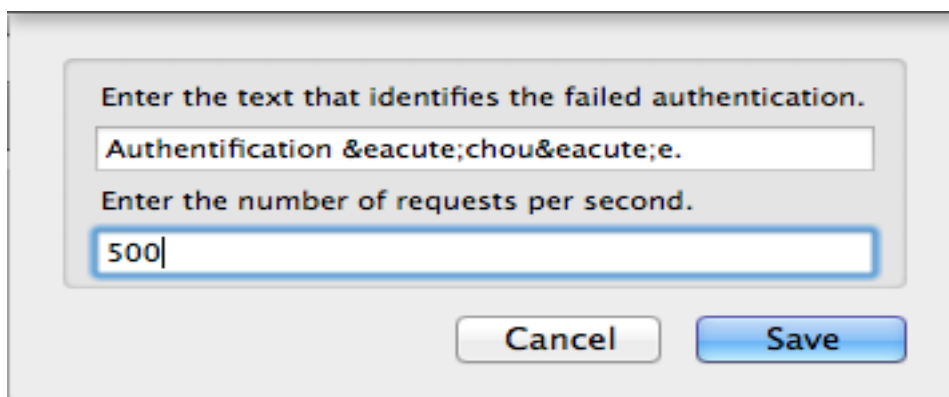 Enter the text that identifies the failed authentication.
Authentification &eacute;chou&eacute;e.
Enter the number of requests per second.
500
Cancel Save